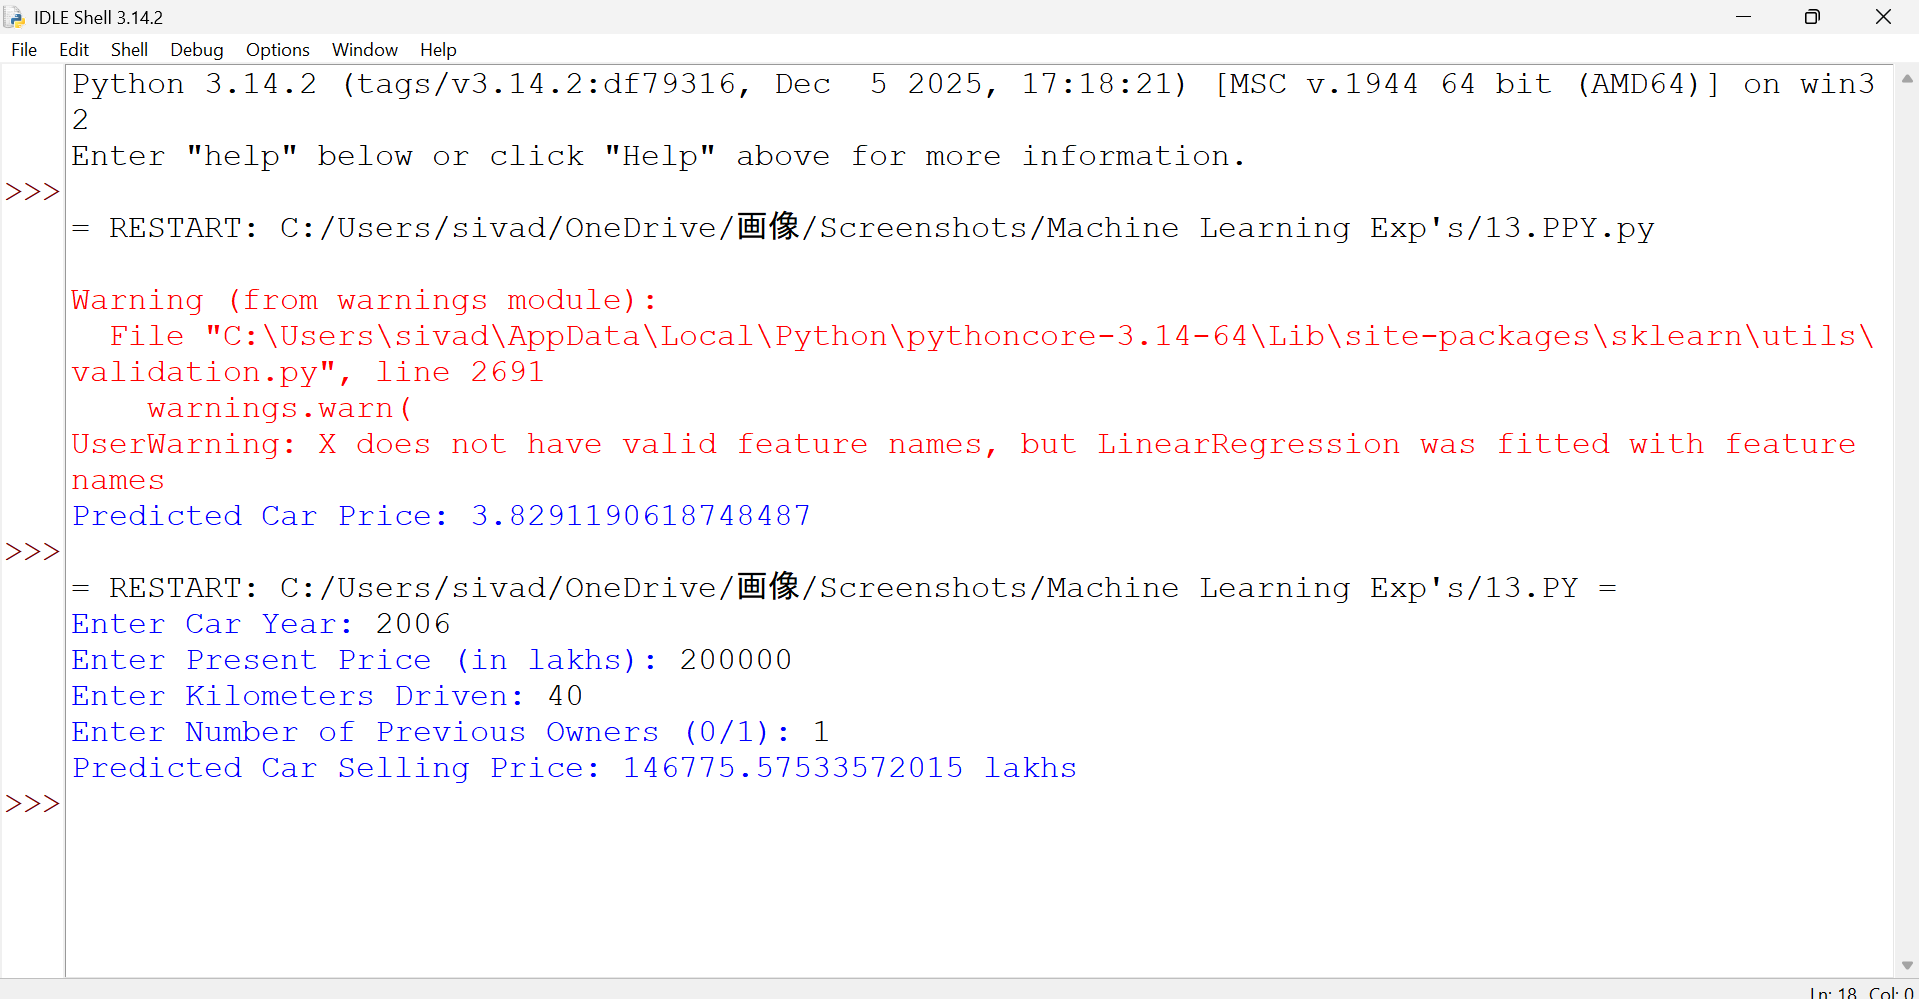 IDLE Shell 3.14.2
File Edit Shell Debug Options Window Help
Python 3.14.2 (tags/v3.14.2:df79316, Dec  5 2025, 17:18:21) [MSC v.1944 64 bit (AMD64)] on win3
2
Enter "help" below or click "Help" above for more information.
>>>
= RESTART: C:/Users/sivad/OneDrive/画像/Screenshots/Machine Learning Exp's/13.PPY.py
Warning (from warnings module):
  File "C:\Users\sivad\AppData\Local\Python\pythoncore-3.14-64\Lib\site-packages\sklearn\utils\
validation.py", line 2691
    warnings.warn(
UserWarning: X does not have valid feature names, but LinearRegression was fitted with feature
names
Predicted Car Price: 3.8291190618748487
>>>
= RESTART: C:/Users/sivad/OneDrive/画像/Screenshots/Machine Learning Exp's/13.PY =
Enter Car Year: 2006
Enter Present Price (in lakhs): 200000
Enter Kilometers Driven: 40
Enter Number of Previous Owners (0/1): 1
Predicted Car Selling Price: 146775.57533572015 lakhs
>>>
Ln: 18 Col: 0